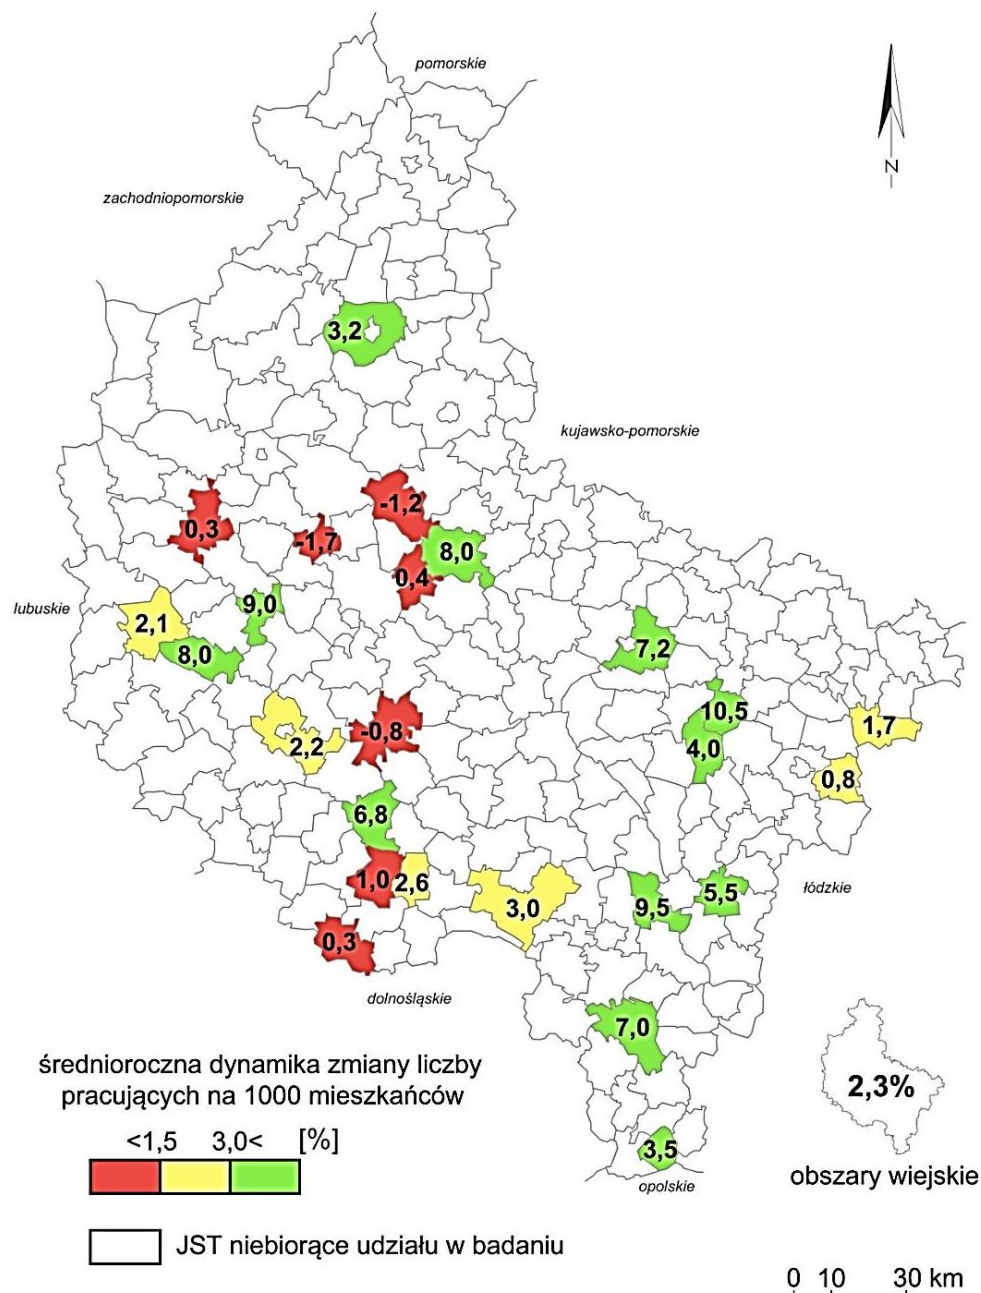 pomorskie
N
zachodniopomorskie
3,2
kujawsko-pomorskie
-1,2
0,3
-1,7
8,0
0,4
lubuskie
9,0
2,1
8,0
7,2
10,5
1,7
-0,8
2,2
4,0
0,8
6,8
1,0
2,6
5,5
łódzkie
3,0
9,5
0,3
dolnośląskie
7,0
średnioroczna dynamika zmiany liczby
pracujących na 1000 mieszkańców
2,3%
<1,5 3,0< [%]
3,5
obszary wiejskie
opolskie
JST niebiorące udziału w badaniu
0 10 30 km